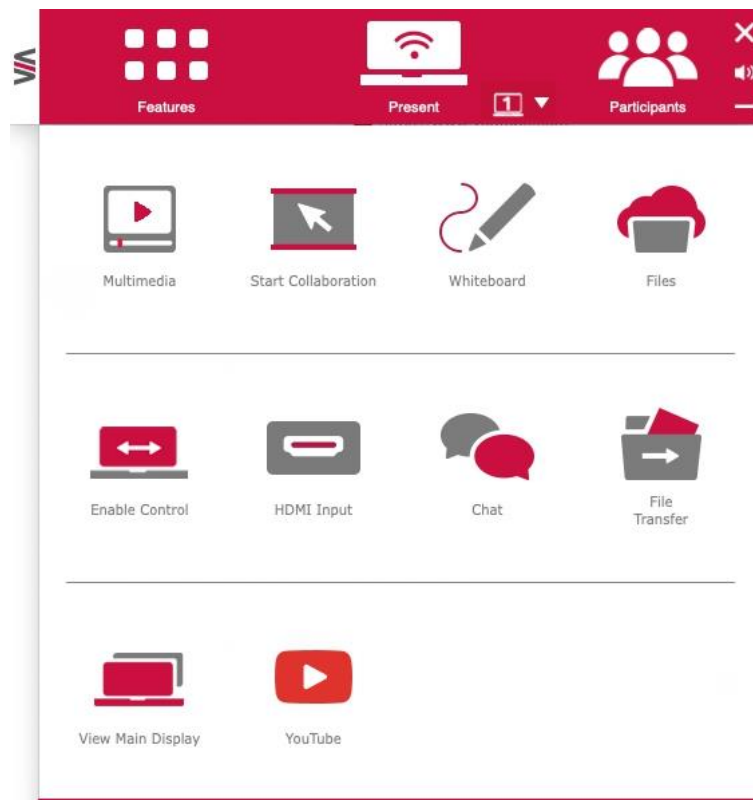 Features
Present
1
Participants
Multimedia
Start Collaboration
Whiteboard
Files
Enable Control
HDMI Input
Chat
File
Transfer
View Main Display
YouTube